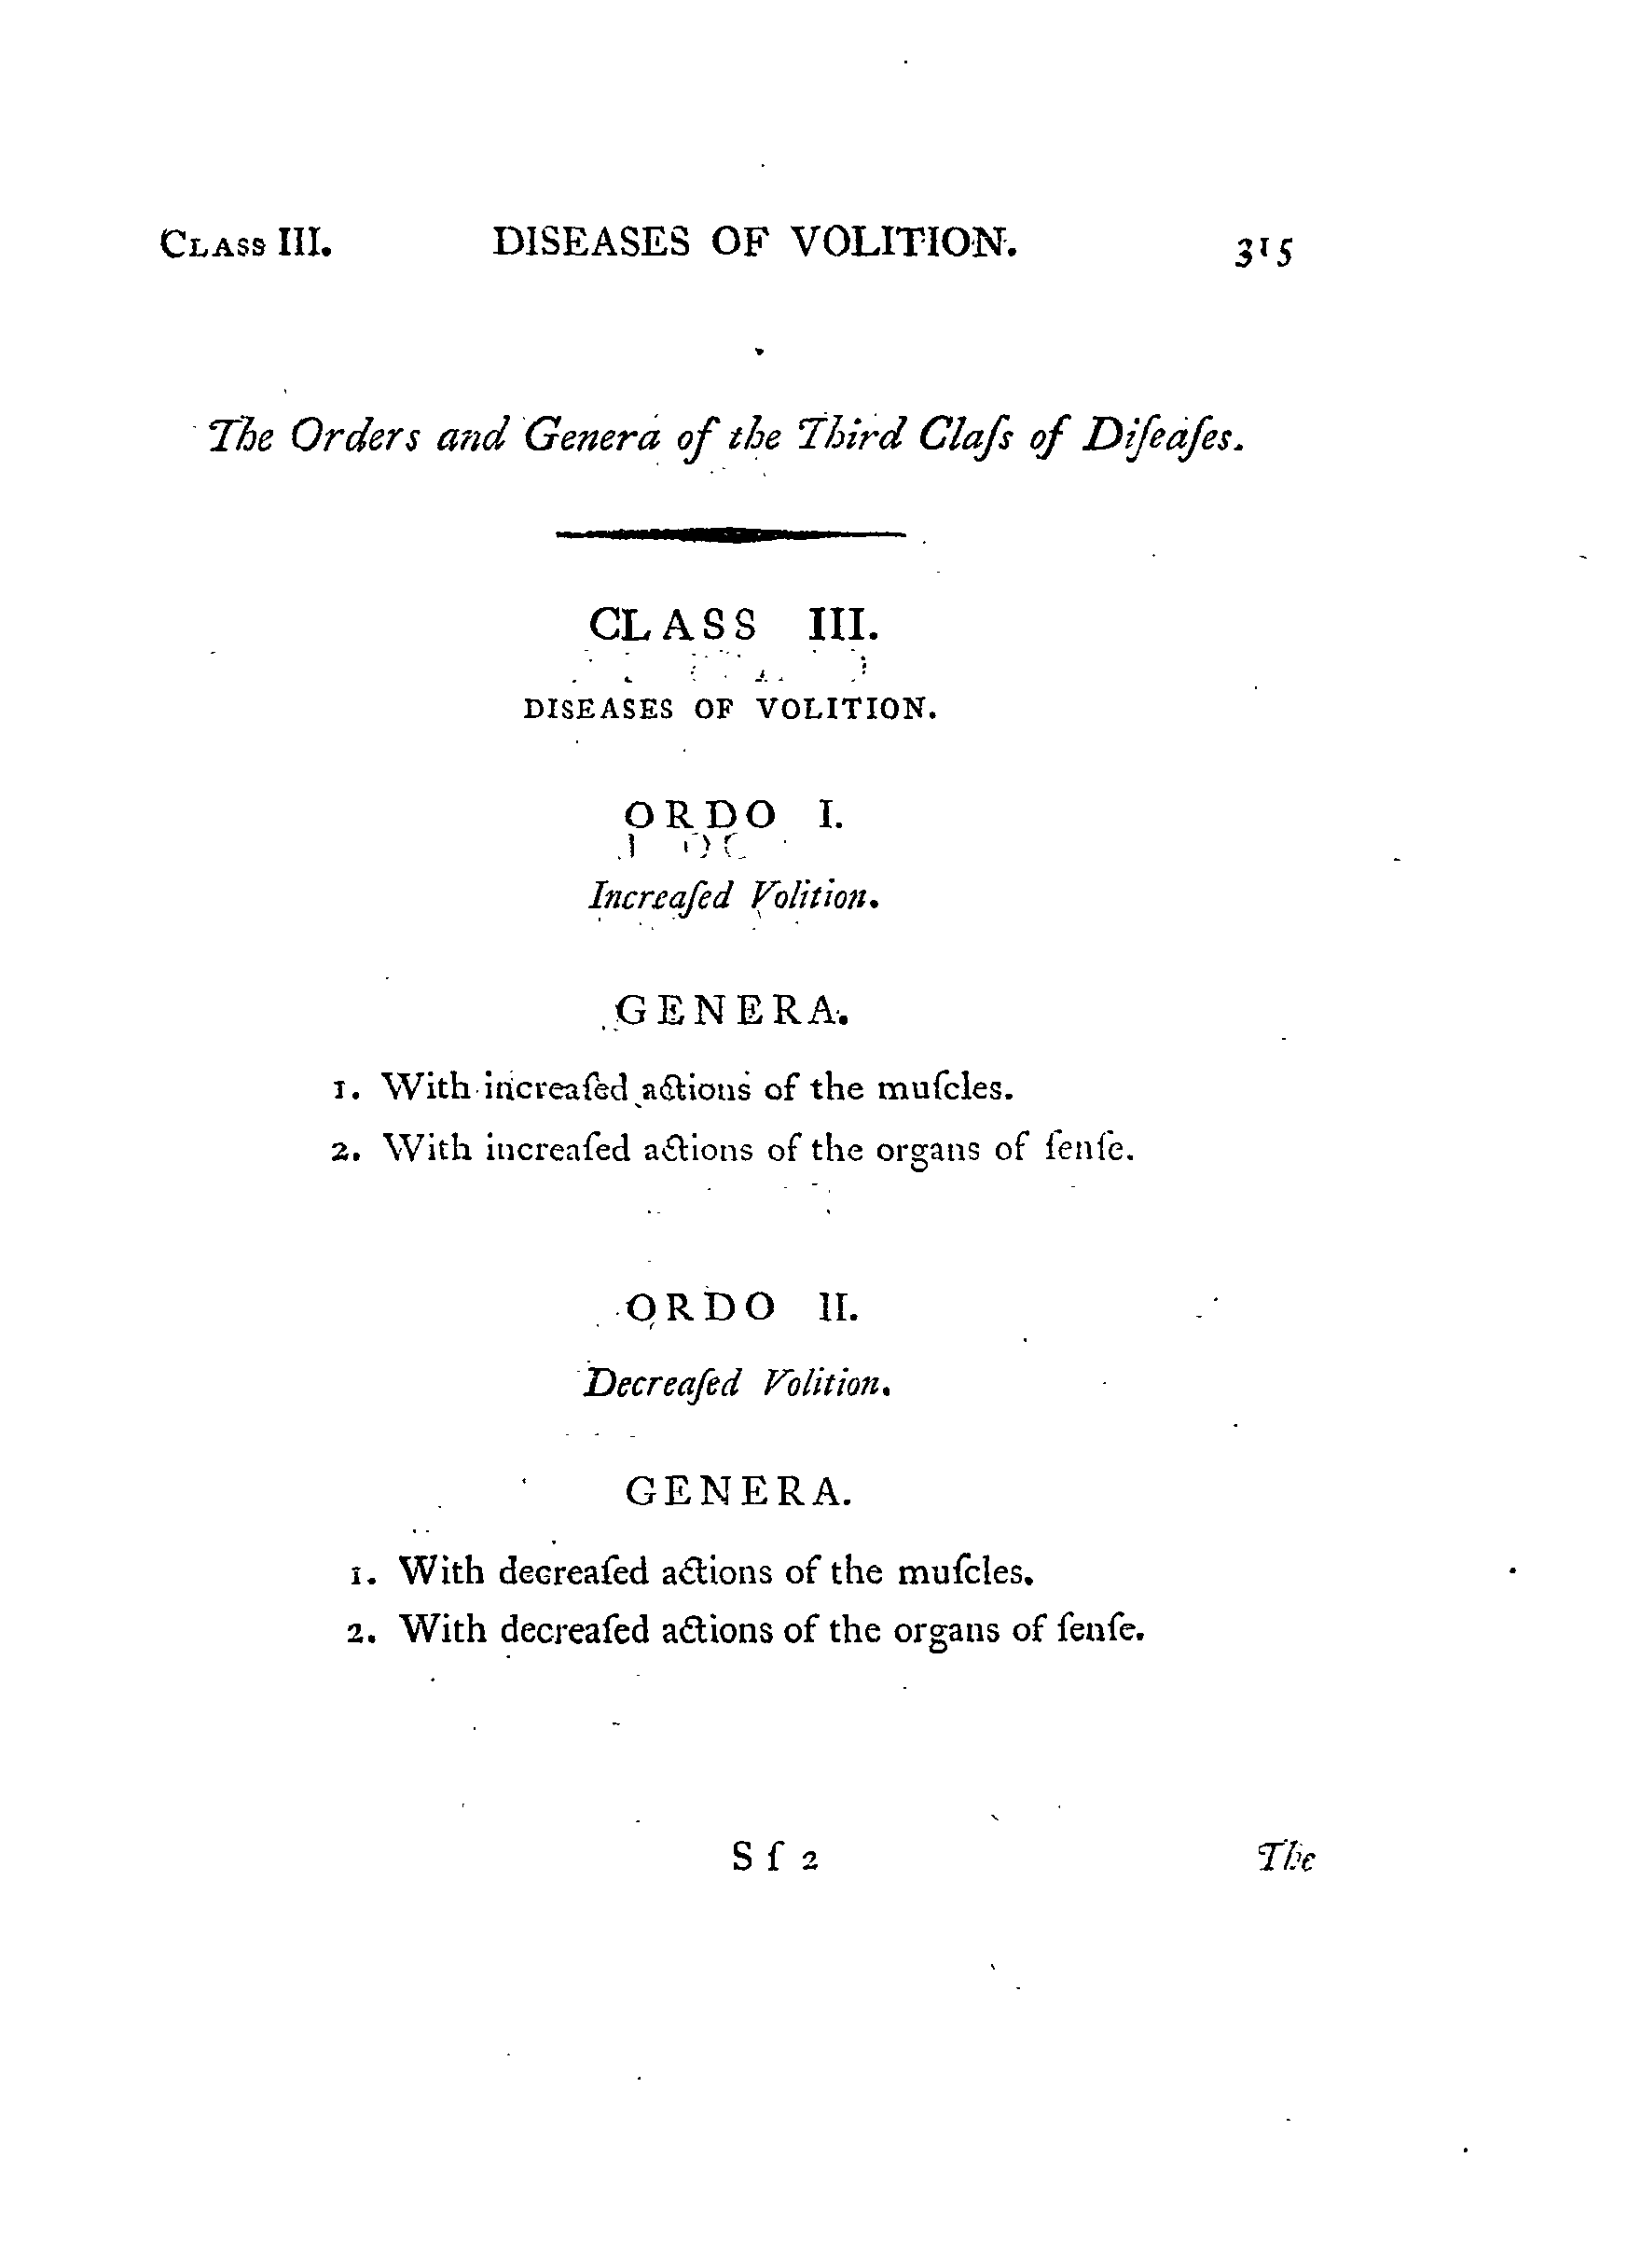 CLASS III. DISEASES OF VOLITION. 315
The Orders and Genera of the Third Claſs of Diſeaſes.
CLASS III.
DISEASES OF VOLITION.
ORDO I.
Increaſed Volition.
GENERA.
1. With increaſed actions of the muſcles.
2. With increaſed actions of the organs of ſenſe.
ORDO II.
Decreaſed Volition.
GENERA.
1. With decreaſed actions of the muſcles.
2. With decreaſed actions of the organs of ſenſe.
S ſ 2 The